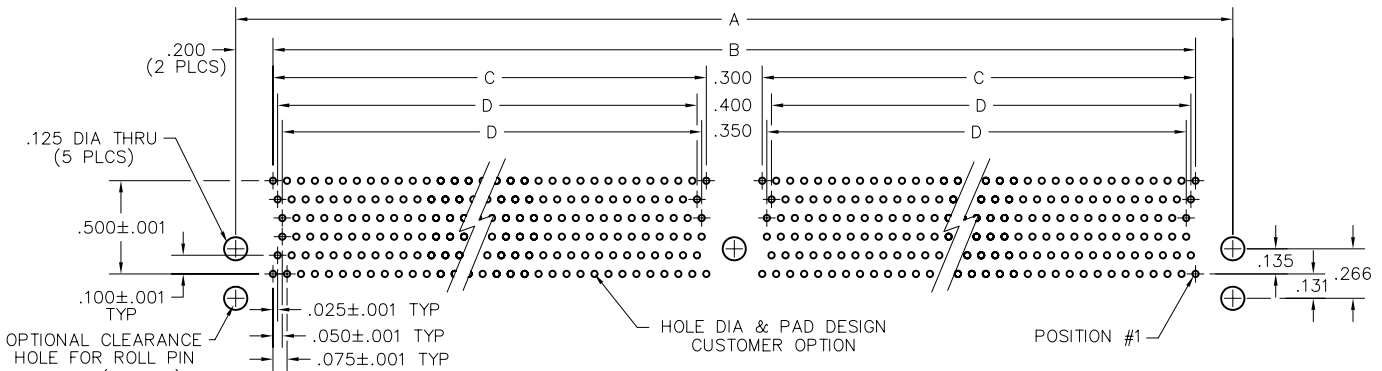 A
.200
(2 PLCS)
B
C
.300
C
D
.400
D
D
.350
D
.125 DIA THRU
(5 PLCS)
.500±.001
.100±.001
TYP
.135
.131
.266
.025±.001 TYP
.050±.001 TYP
.075±.001 TYP
OPTIONAL CLEARANCE
HOLE FOR ROLL PIN
HOLE DIA & PAD DESIGN
CUSTOMER OPTION
POSITION #1